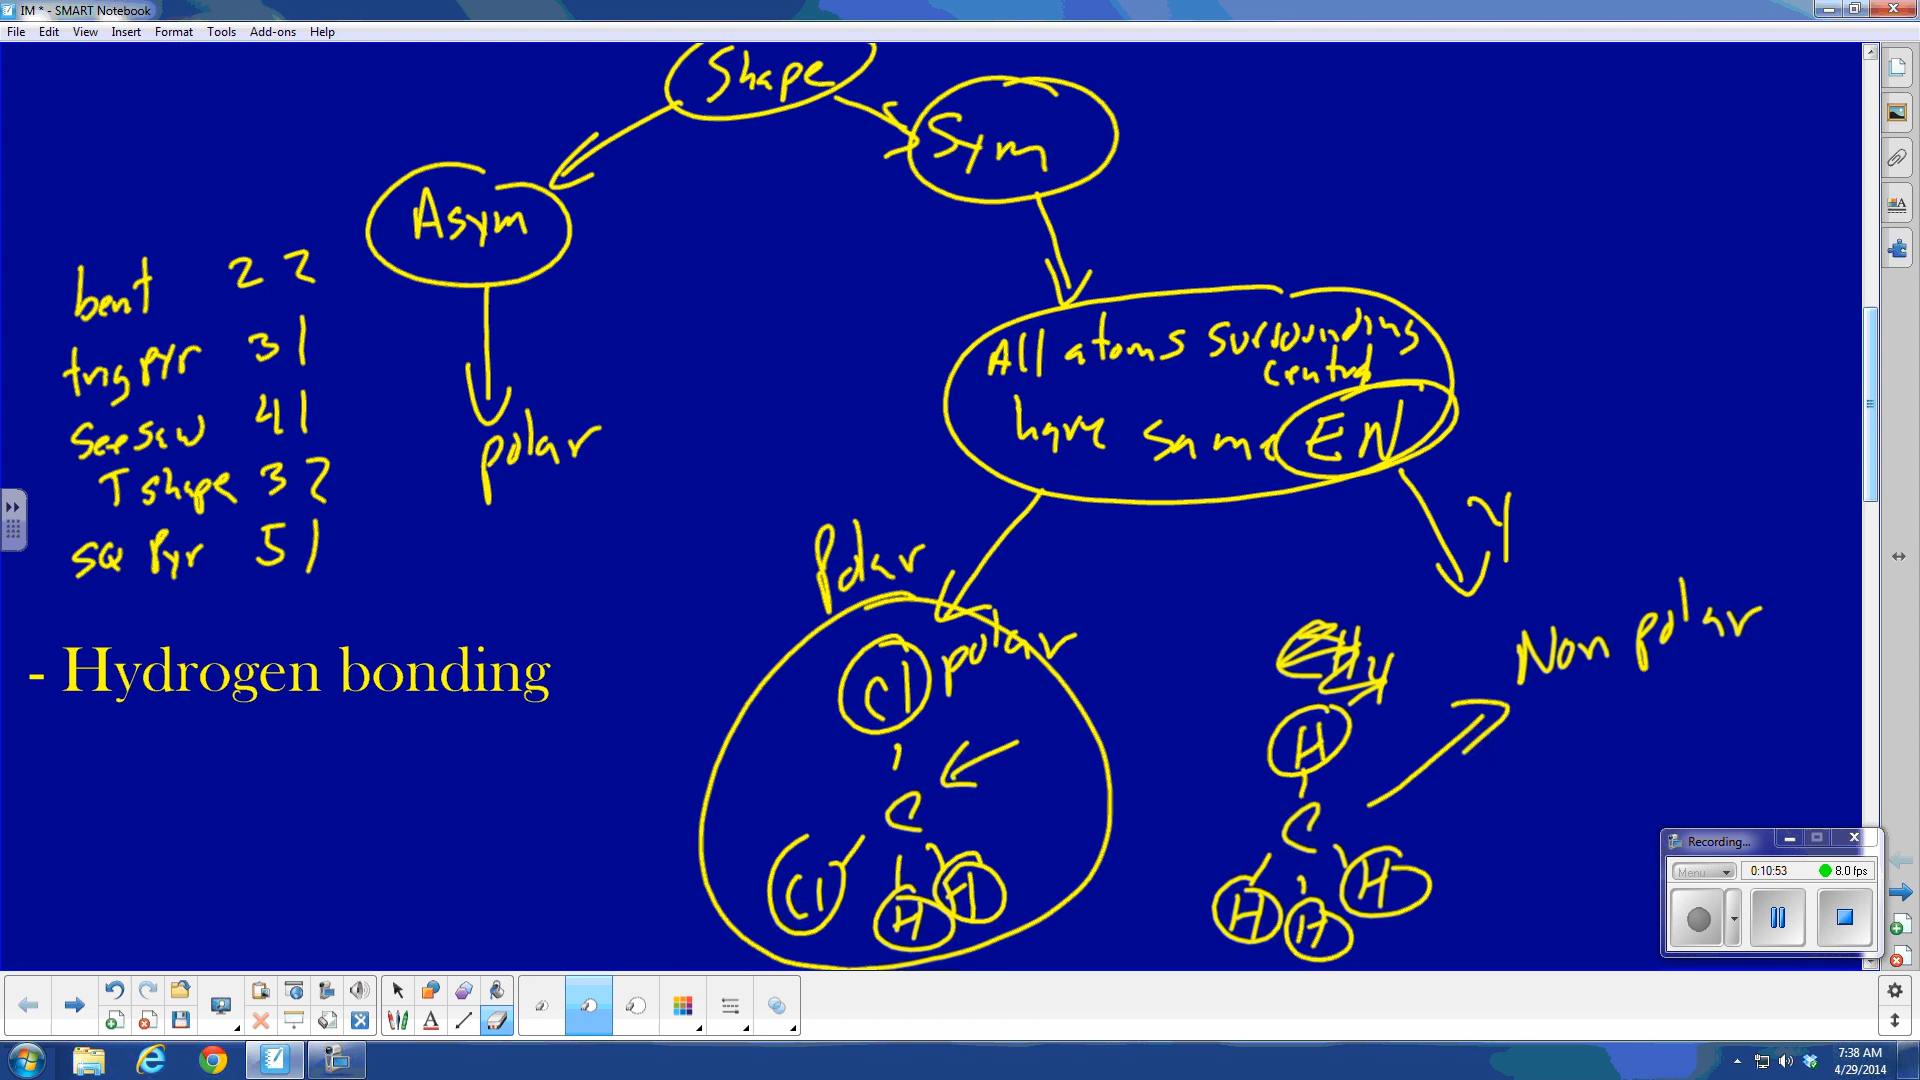 IM * - SMART Notebook
File Edit View Insert Format Tools Add-ons Help
Shape
Sym
Asym
bent 2 2
trig pyr 3 1
See saw 4 1
T shape 3 2
sq Pyr 5 1
polar
All atoms surrounding
central
have same EN
Y
Polar
polar
Non polar
- Hydrogen bonding
Cl
C
Cl H H
H
C
H H H
Recording...
Menu 0:10:53 8.0 fps
7:38 AM
4/29/2014